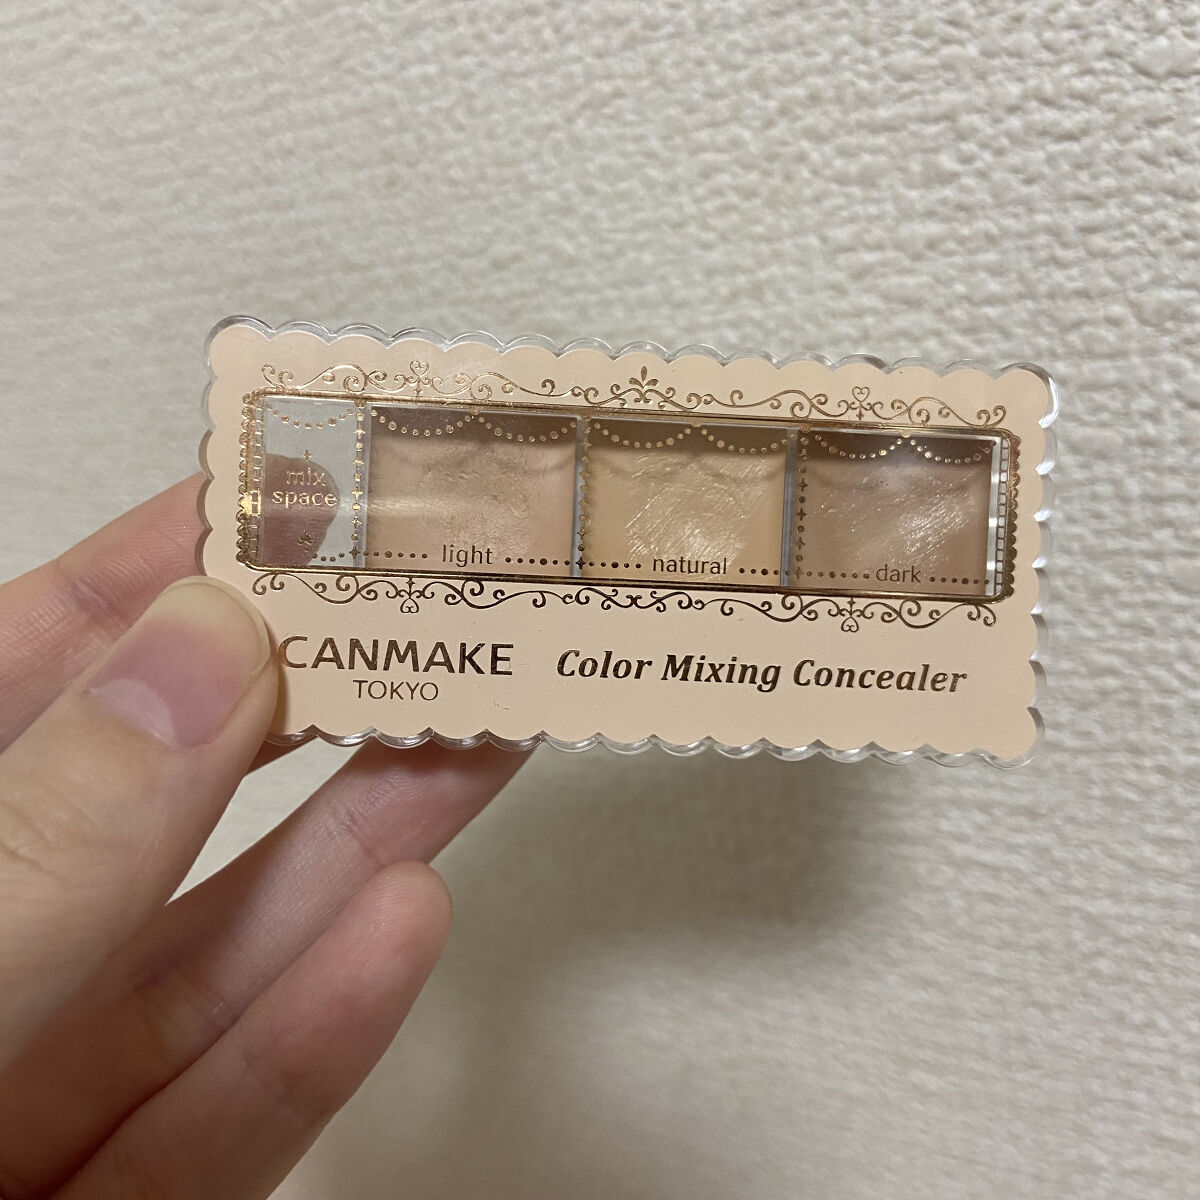 mix
space
light
natural
dark
CANMAKE
TOKYO
Color Mixing Concealer